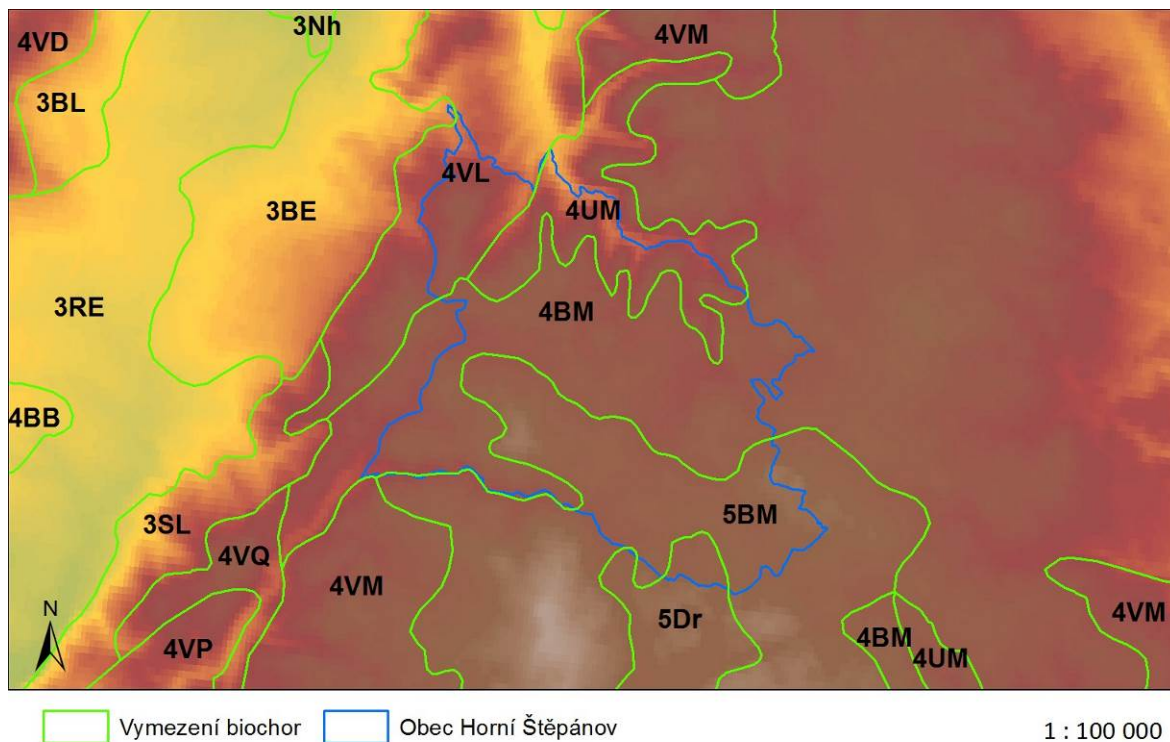 3Nh
4VM
4VD
3BL
4VL
3BE
4UM
3RE
4BM
4BB
3SL
5BM
4VQ
4VM
5Dr
4VM
4BM
4UM
4VP
N
Vymezení biochor
Obec Horní Štěpánov
1 : 100 000